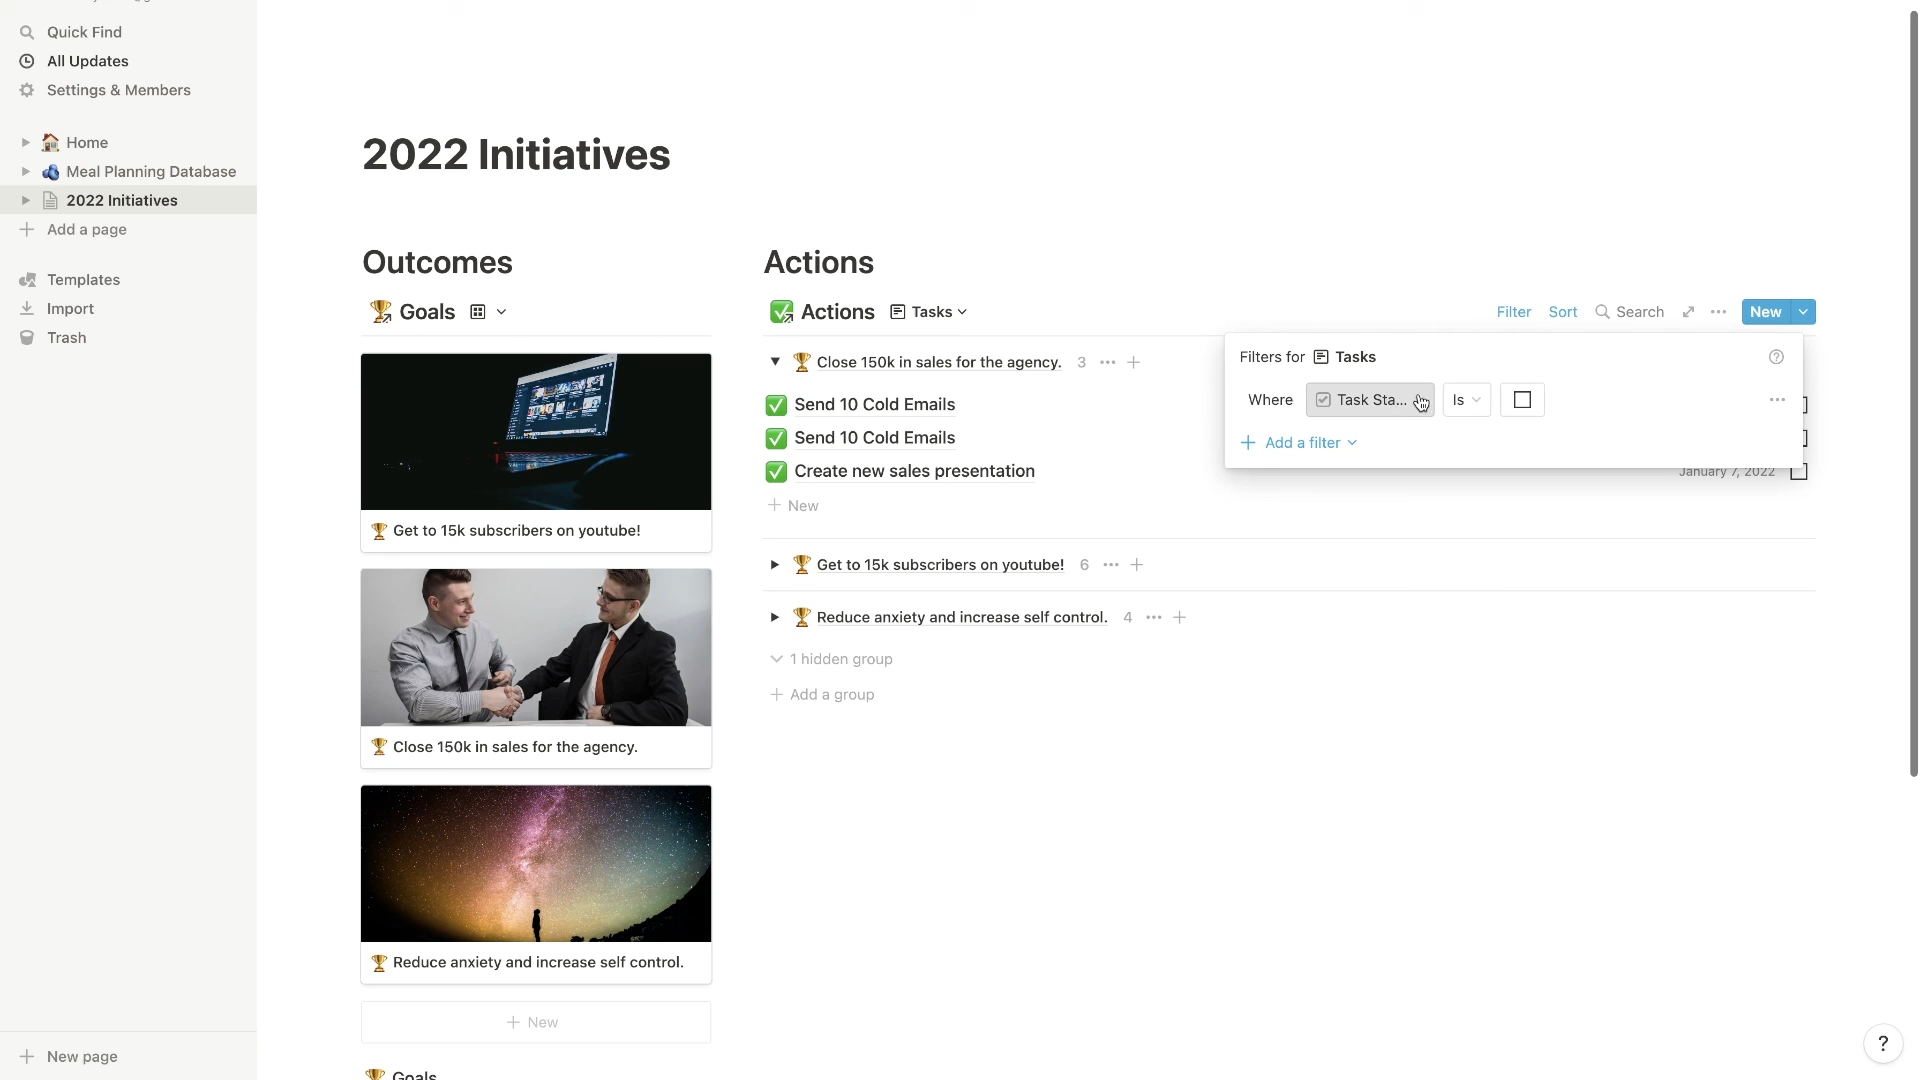 Quick Find
All Updates
Settings & Members
Home
Meal Planning Database
2022 Initiatives
Add a page
Templates
Import
Trash
New page
2022 Initiatives
Outcomes
Goals
Get to 15k subscribers on youtube!
Close 150k in sales for the agency.
Reduce anxiety and increase self control.
New
Goals
Actions
Actions Tasks
Filter Sort Search New
Filters for Tasks
Where Task Sta... Is
Add a filter
Close 150k in sales for the agency. 3
Send 10 Cold Emails
Send 10 Cold Emails
Create new sales presentation January 7, 2022
New
Get to 15k subscribers on youtube! 6
Reduce anxiety and increase self control. 4
1 hidden group
Add a group
?